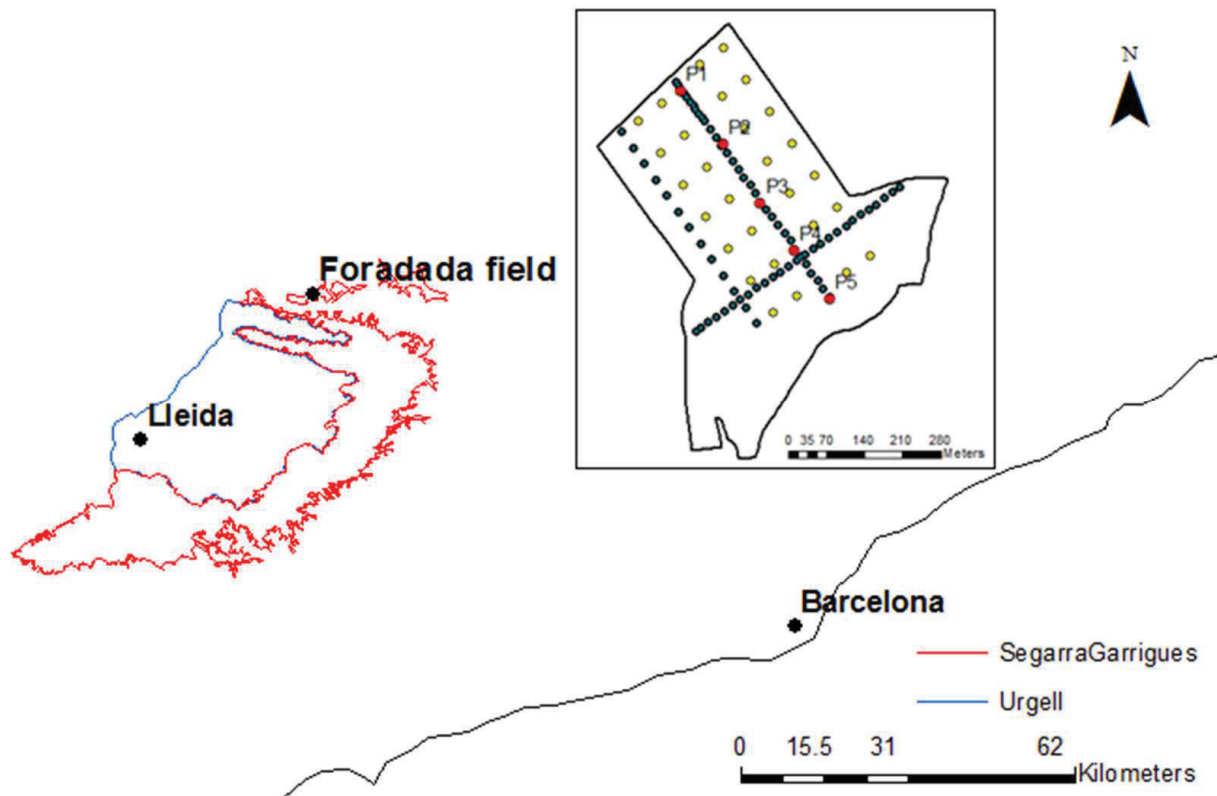 N
P1
P2
P3
P4
P5
0 35 70 140 210 280
Meters
Foradada field
Lleida
Barcelona
SegarraGarrigues
Urgell
0 15.5 31 62
Kilometers